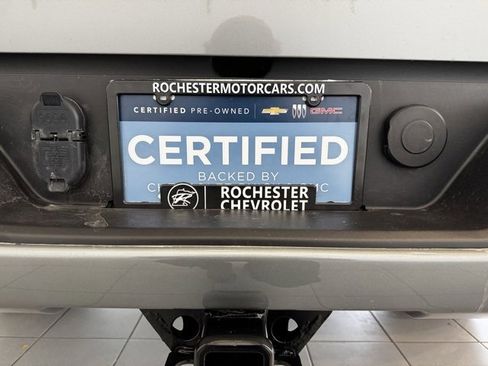 ROCHESTERMOTORCARS.COM
CERTIFIED PRE-OWNED GMC
CERTIFIED
BACKED BY
ROCHESTER
CHEVROLET